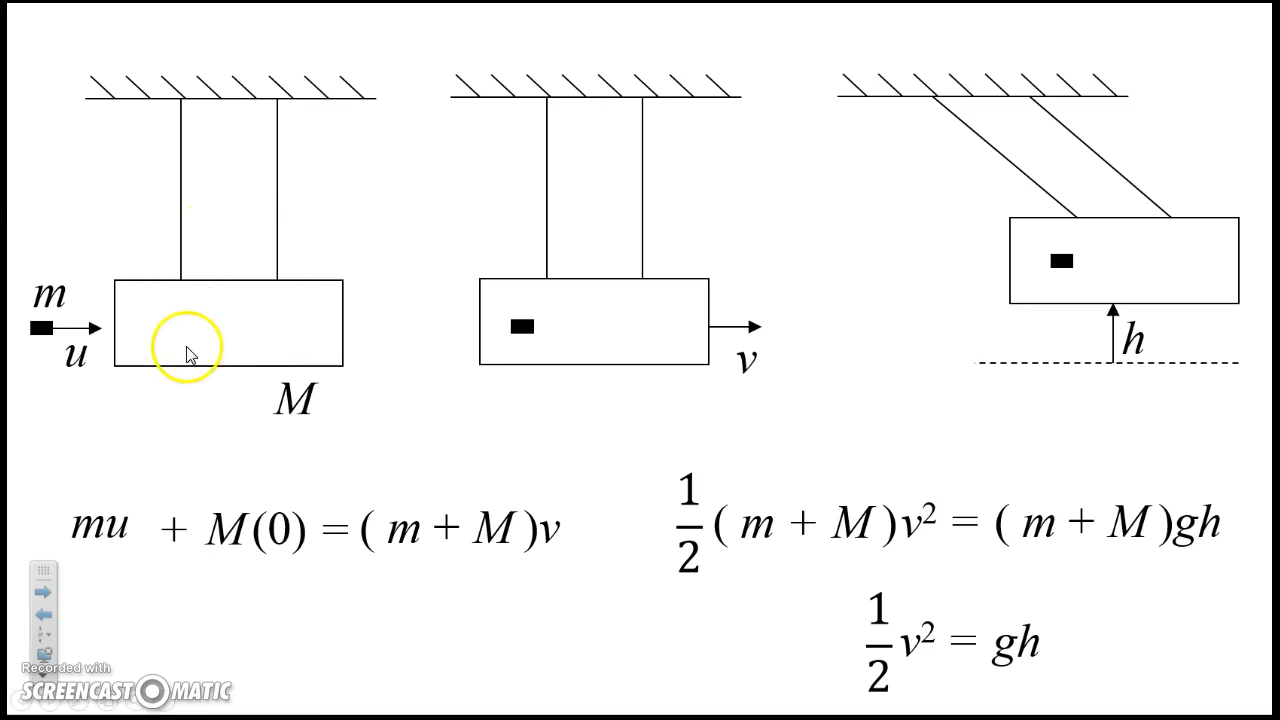 m
u
M
v
h
mu + M(0) = ( m + M )v
1/2 ( m + M )v² = ( m + M )gh
1/2 v² = gh
Recorded with
SCREENCAST MATIC